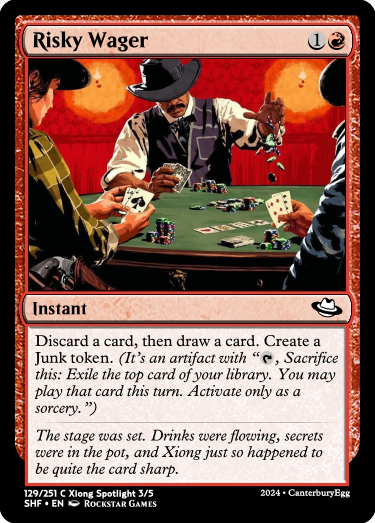 Risky Wager 1
Instant
Discard a card, then draw a card. Create a
Junk token. (It's an artifact with “, Sacrifice
this: Exile the top card of your library. You may
play that card this turn. Activate only as a
sorcery.”)
The stage was set. Drinks were flowing, secrets
were in the pot, and Xiong just so happened to
be quite the card sharp.
129/251 C Xiong Spotlight 3/5
SHF • EN Rockstar Games
2024 • CanterburyEgg